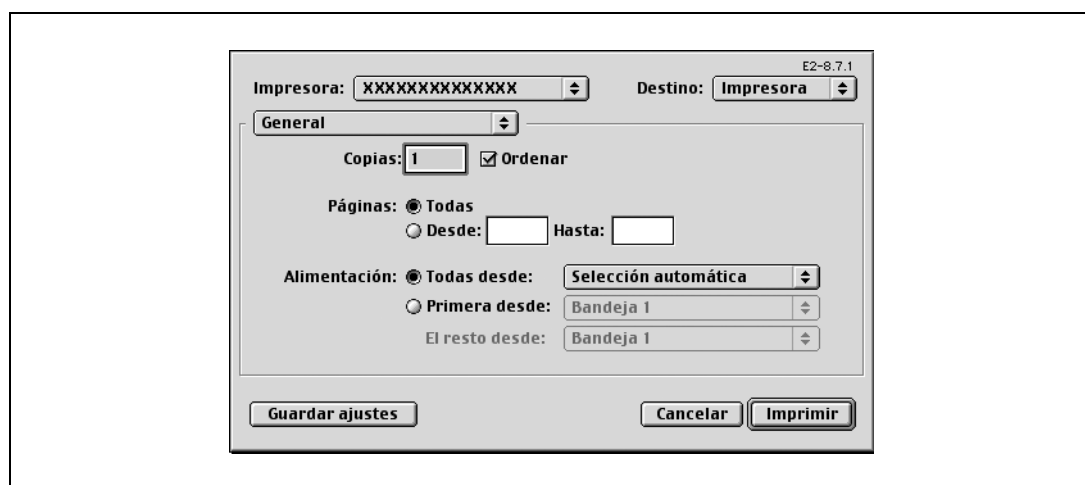 E2-8.7.1
Impresora: XXXXXXXXXXXXXX Destino: Impresora
General
Copias: 1 Ordenar
Páginas: Todas
Desde: Hasta:
Alimentación: Todas desde: Selección automática
Primera desde: Bandeja 1
El resto desde: Bandeja 1
Guardar ajustes Cancelar Imprimir